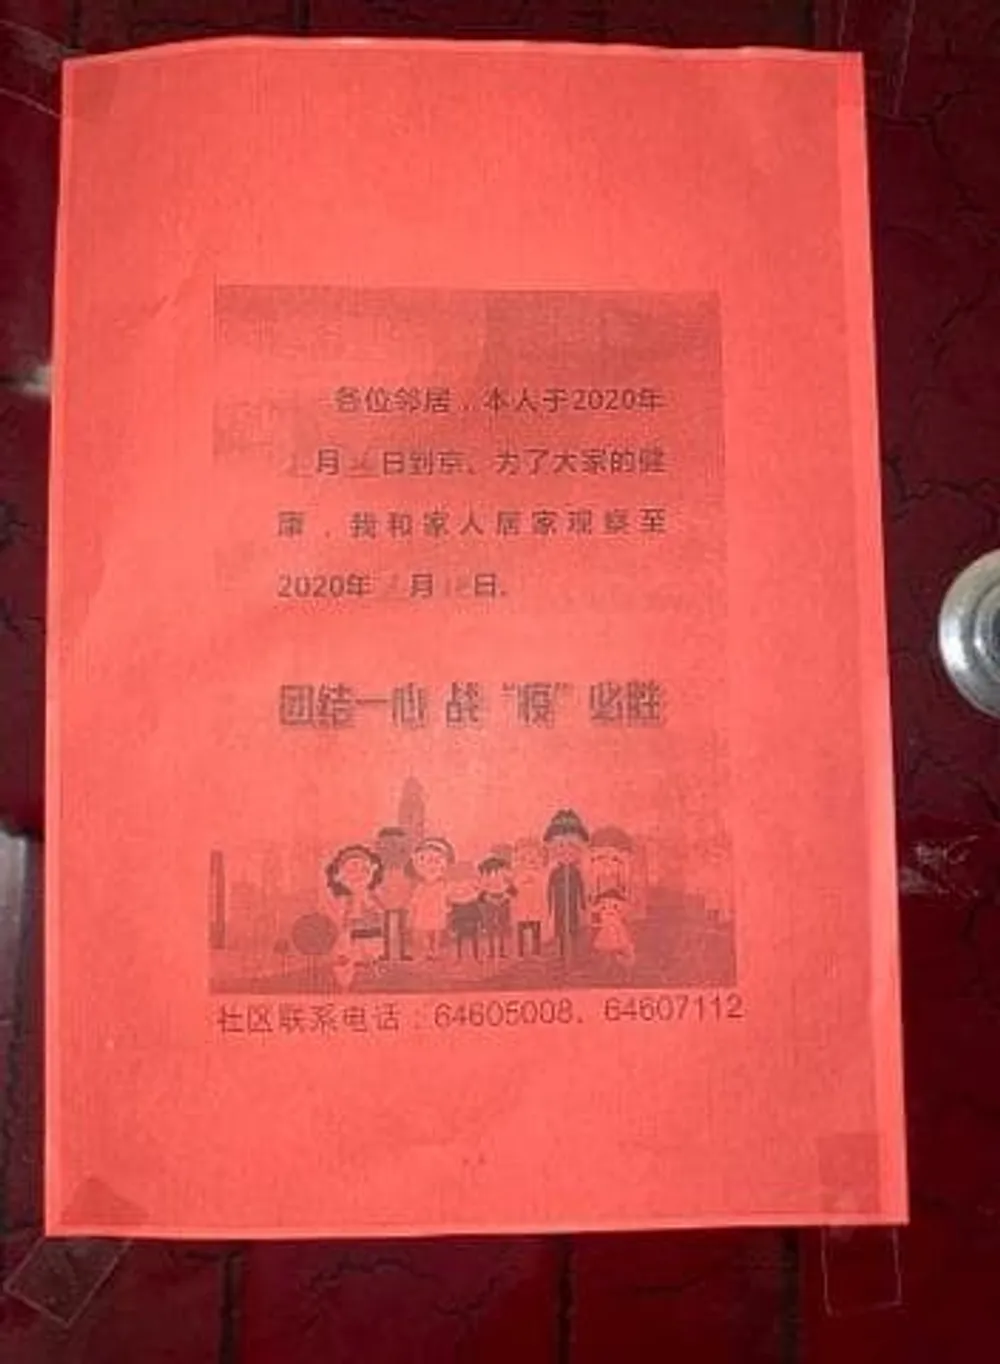 各位邻居，本人于2020年
月 日到京、为了大家的健
康，我和家人居家观察至
2020年 月 日.
团结一心 战 "疫" 必胜
社区联系电话：64605008、64607112